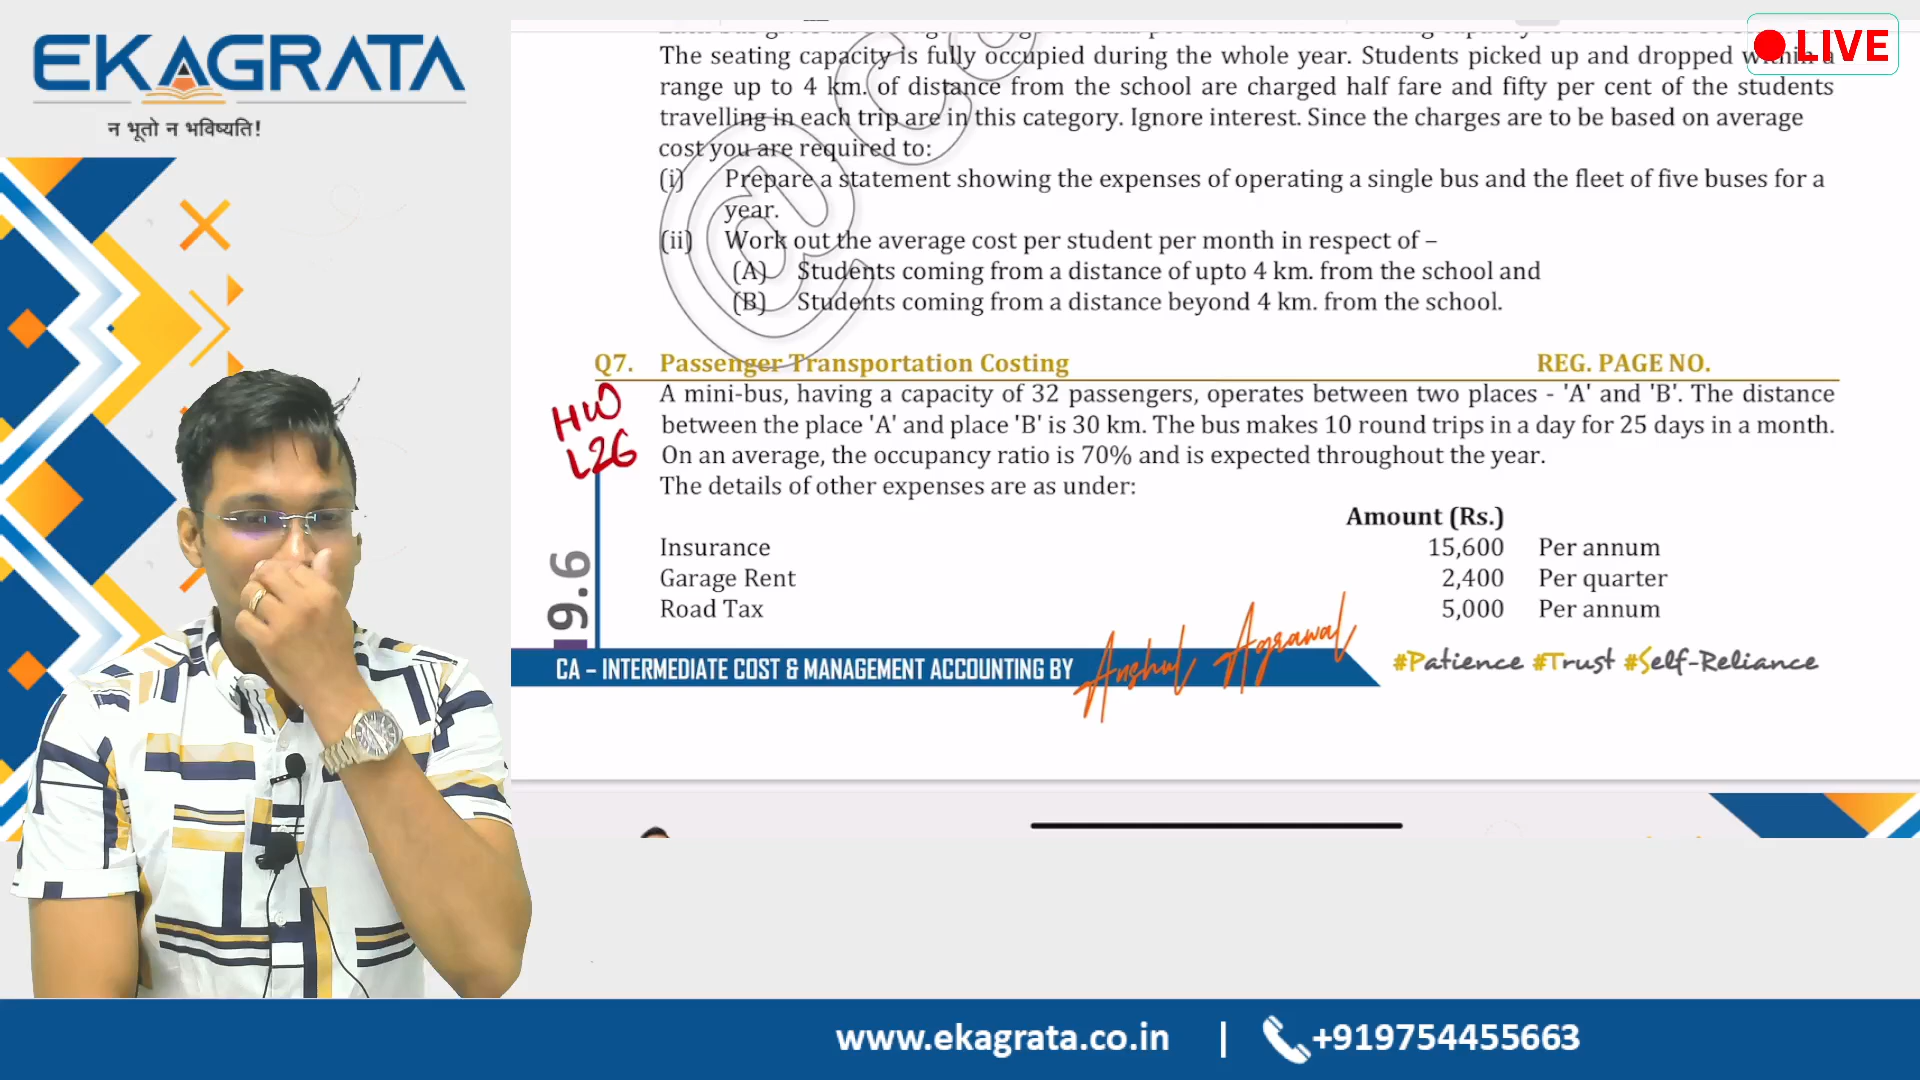 EKAGRATA
न भूतो न भविष्यति!
LIVE
The seating capacity is fully occupied during the whole year. Students picked up and dropped within a
range up to 4 km. of distance from the school are charged half fare and fifty per cent of the students
travelling in each trip are in this category. Ignore interest. Since the charges are to be based on average
cost you are required to:
(i) Prepare a statement showing the expenses of operating a single bus and the fleet of five buses for a
year.
(ii) Work out the average cost per student per month in respect of –
(A) Students coming from a distance of upto 4 km. from the school and
(B) Students coming from a distance beyond 4 km. from the school.
Q7. Passenger Transportation Costing REG. PAGE NO.
HW
L26
A mini-bus, having a capacity of 32 passengers, operates between two places - 'A' and 'B'. The distance
between the place 'A' and place 'B' is 30 km. The bus makes 10 round trips in a day for 25 days in a month.
On an average, the occupancy ratio is 70% and is expected throughout the year.
The details of other expenses are as under:
Amount (Rs.)
Insurance 15,600 Per annum
Garage Rent 2,400 Per quarter
Road Tax 5,000 Per annum
9.6
CA – INTERMEDIATE COST & MANAGEMENT ACCOUNTING BY Anshul Agrawal
#Patience #Trust #Self-Reliance
www.ekagrata.co.in | +919754455663